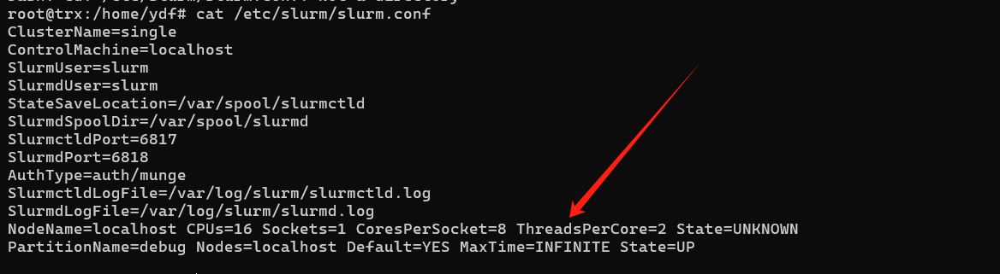 root@trx:/home/ydf# cat /etc/slurm/slurm.conf
ClusterName=single
ControlMachine=localhost
SlurmUser=slurm
SlurmdUser=slurm
StateSaveLocation=/var/spool/slurmctld
SlurmdSpoolDir=/var/spool/slurmd
SlurmctldPort=6817
SlurmdPort=6818
AuthType=auth/munge
SlurmctldLogFile=/var/log/slurm/slurmctld.log
SlurmdLogFile=/var/log/slurm/slurmd.log
NodeName=localhost CPUs=16 Sockets=1 CoresPerSocket=8 ThreadsPerCore=2 State=UNKNOWN
PartitionName=debug Nodes=localhost Default=YES MaxTime=INFINITE State=UP